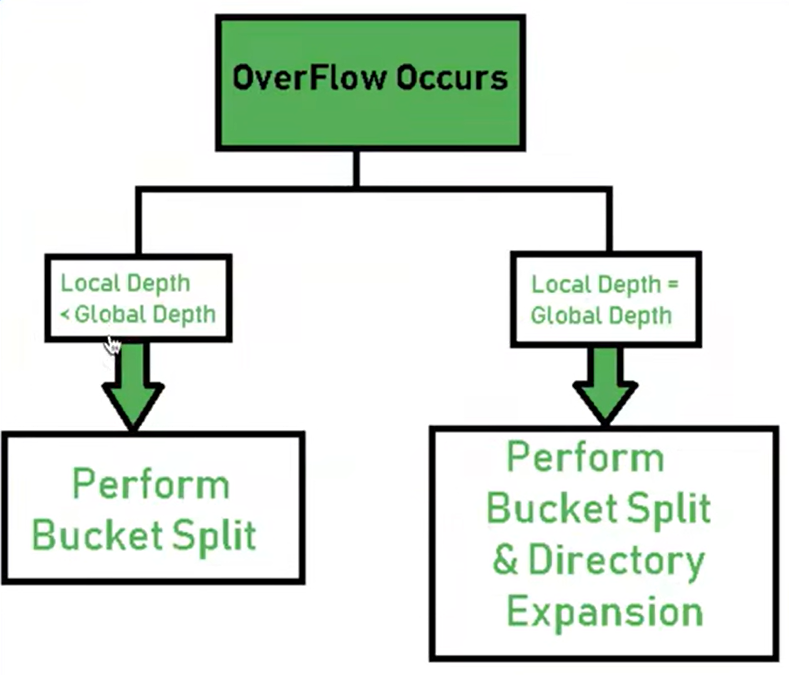 OverFlow Occurs
Local Depth
< Global Depth
Local Depth =
Global Depth
Perform
Bucket Split
Perform
Bucket Split
& Directory
Expansion